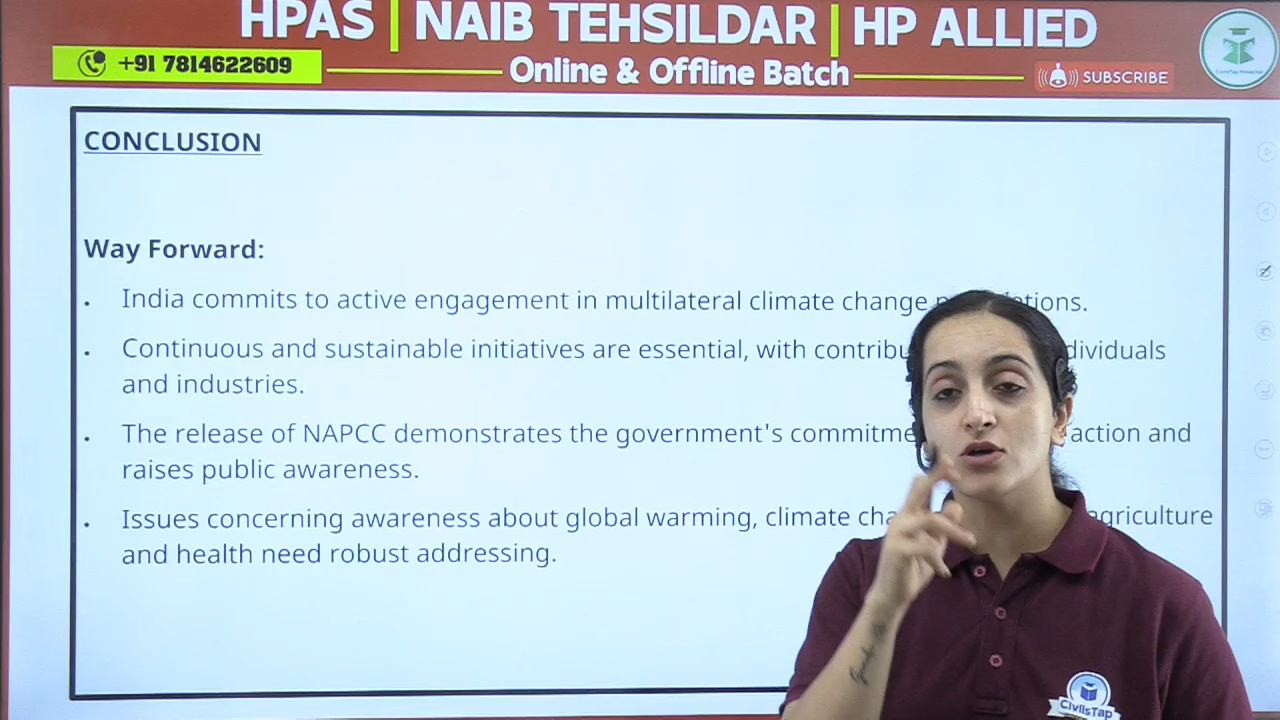 HPAS | NAIB TEHSILDAR | HP ALLIED
+91 7814622609
Online & Offline Batch
SUBSCRIBE
CONCLUSION
Way Forward:
• India commits to active engagement in multilateral climate change
• Continuous and sustainable initiatives are essential, with
and industries.
• The release of NAPCC demonstrates the government's action and
raises public awareness.
• Issues concerning awareness about global warming, climate agriculture
and health need robust addressing.
CivilsTap